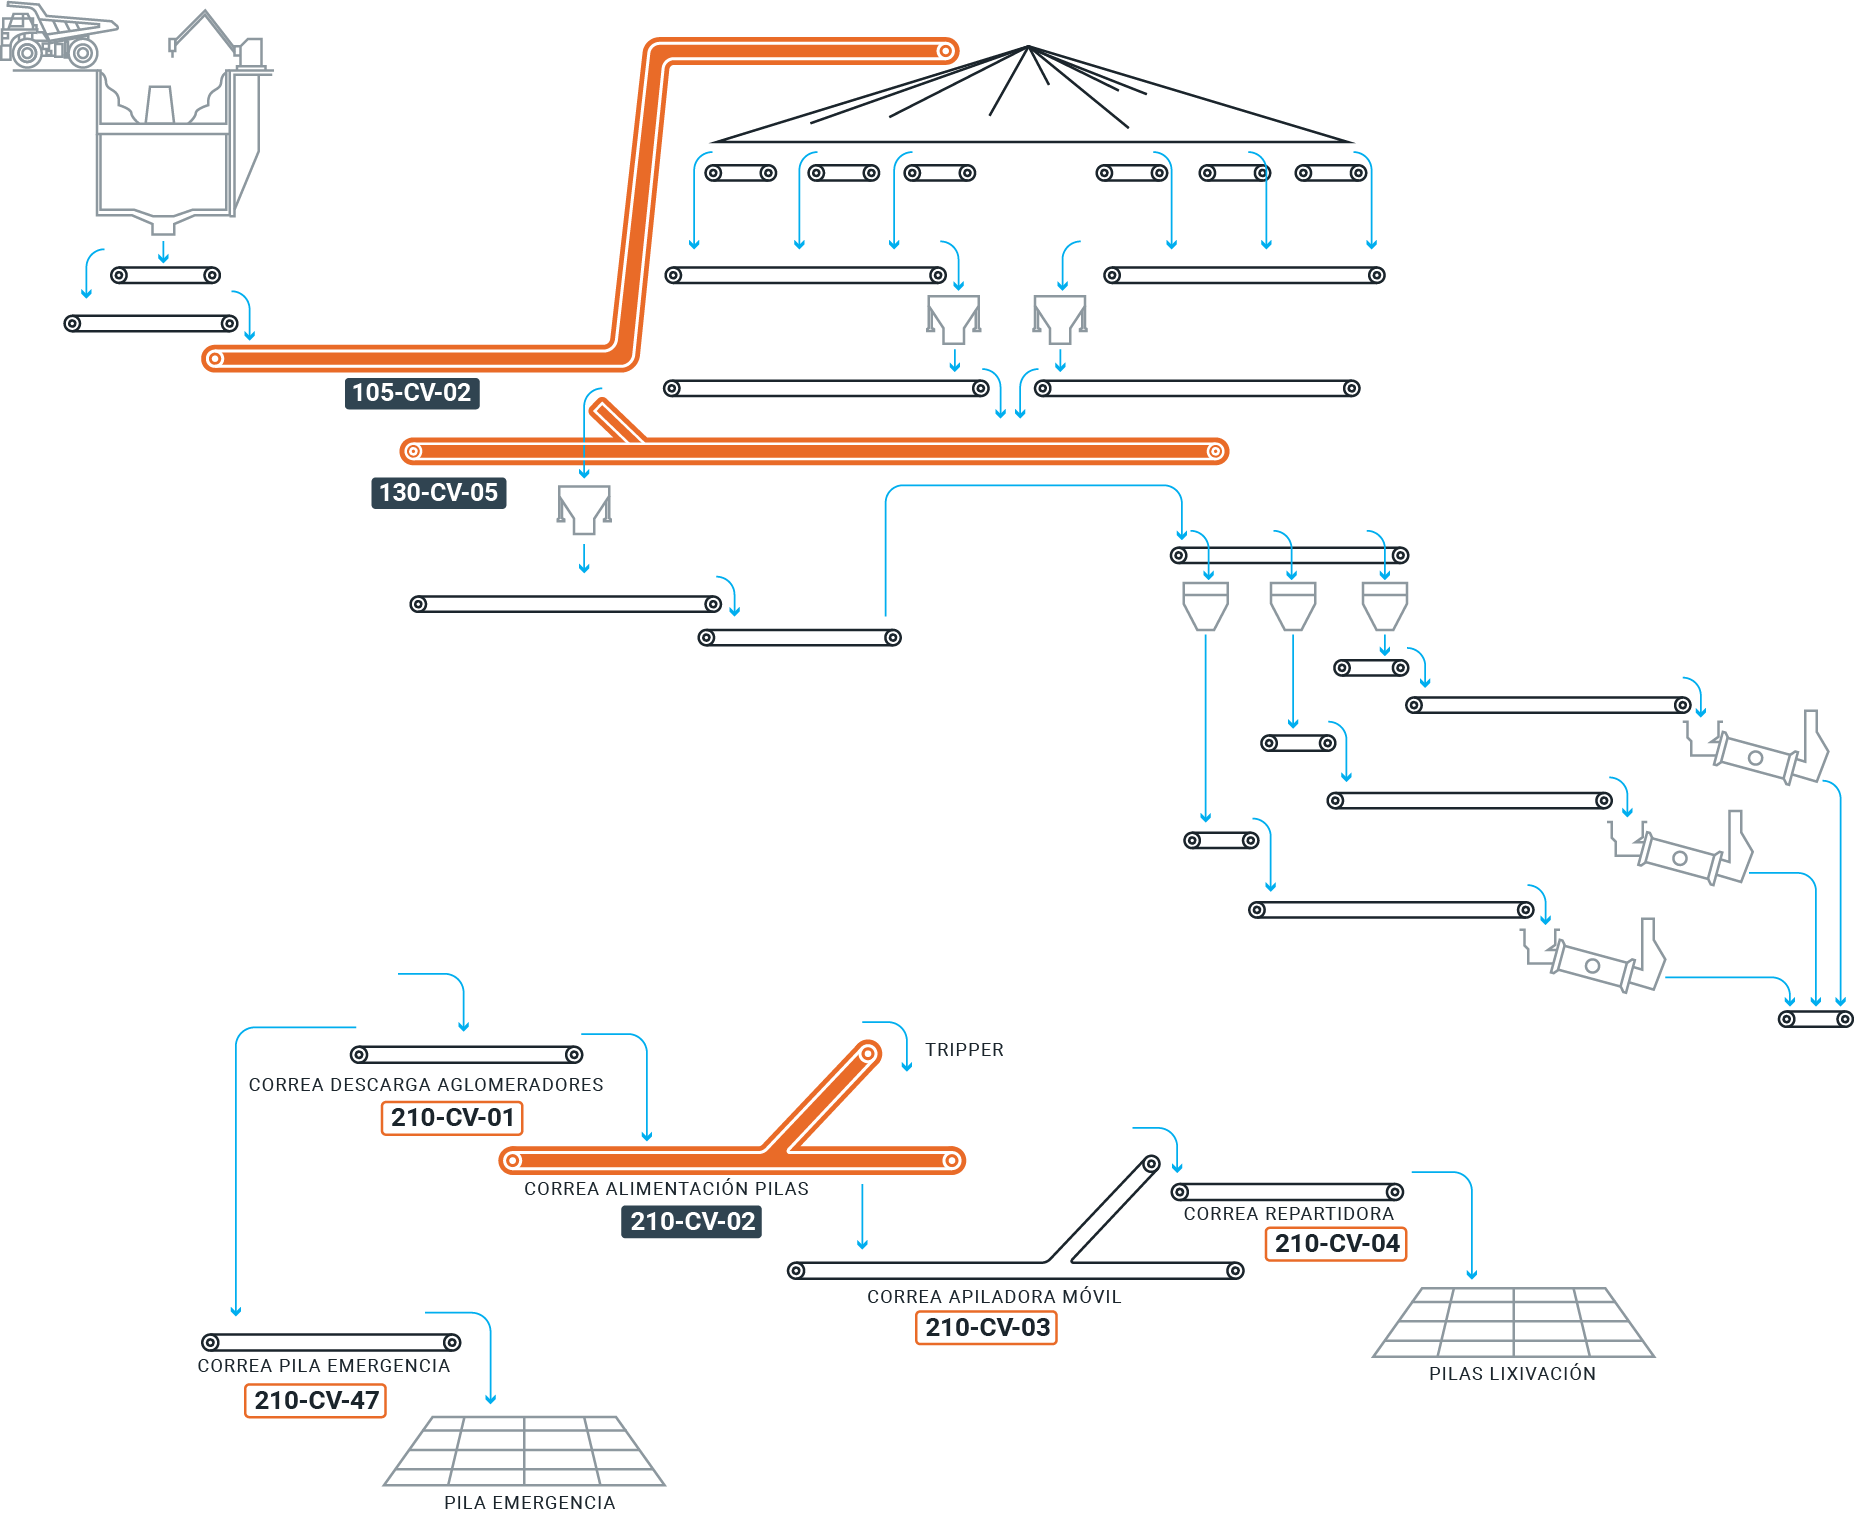 105-CV-02
130-CV-05
TRIPPER
CORREA DESCARGA AGLOMERADORES
210-CV-01
CORREA ALIMENTACIÓN PILAS
210-CV-02
CORREA REPARTIDORA
210-CV-04
CORREA APILADORA MÓVIL
210-CV-03
CORREA PILA EMERGENCIA
210-CV-47
PILAS LIXIVACIÓN
PILA EMERGENCIA